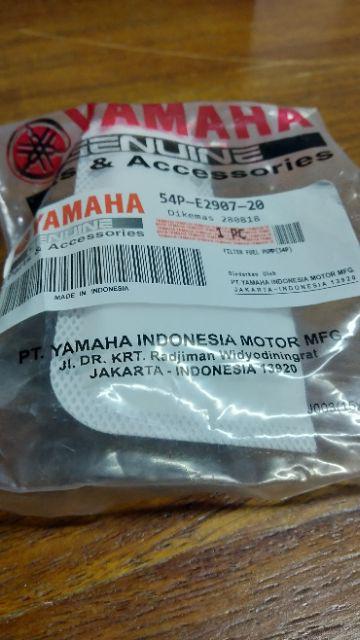 YAMAHA
GENUINE
s & Accessories
YAMAHA
GENUINE
s & Accessories
MADE IN INDONESIA
54P-E2907-20
Dikemas 280818
1 PC
FILTER FUEL PUMP(54P)
Diedarkan Oleh
PT.YAMAHA INDONESIA MOTOR MFG
JAKARTA-INDONESIA 13920
PT. YAMAHA INDONESIA MOTOR MFG
Jl. DR. KRT. Radjiman Widyodiningrat
JAKARTA - INDONESIA 13920